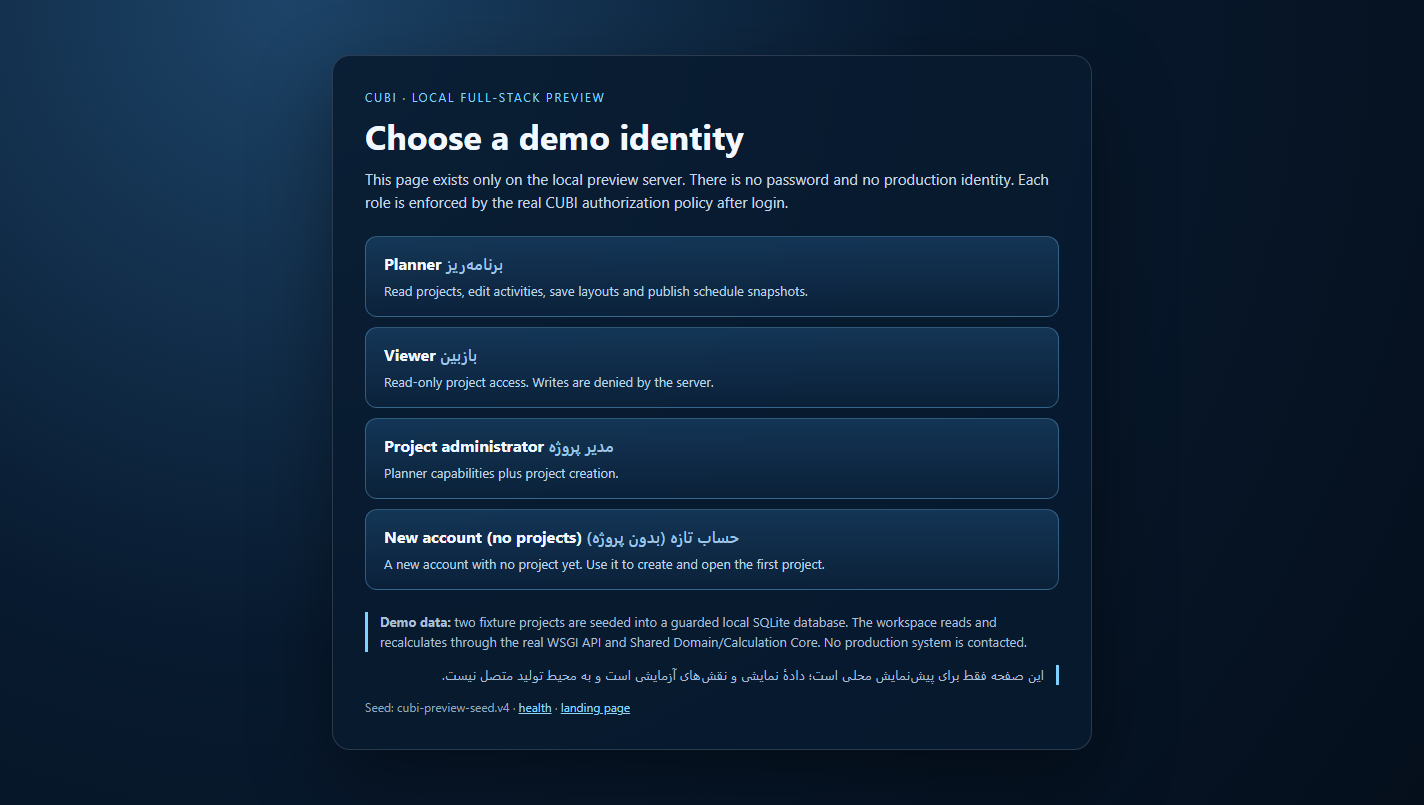 CUBI · LOCAL FULL-STACK PREVIEW
Choose a demo identity
This page exists only on the local preview server. There is no password and no production identity. Each
role is enforced by the real CUBI authorization policy after login.
Planner برنامه‌ریز
Read projects, edit activities, save layouts and publish schedule snapshots.
Viewer بازبین
Read-only project access. Writes are denied by the server.
Project administrator مدیر پروژه
Planner capabilities plus project creation.
New account (no projects) حساب تازه (بدون پروژه)
A new account with no project yet. Use it to create and open the first project.
Demo data: two fixture projects are seeded into a guarded local SQLite database. The workspace reads and
recalculates through the real WSGI API and Shared Domain/Calculation Core. No production system is contacted.
این صفحه فقط برای پیش‌نمایش محلی است؛ دادهٔ نمایشی و نقش‌های آزمایشی است و به محیط تولید متصل نیست.
Seed: cubi-preview-seed.v4 · health · landing page